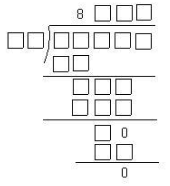 8 □ □ □
□ □ □ □ □ □ □
□ □
□ □ □
□ □ □
□ 0
□ □
0